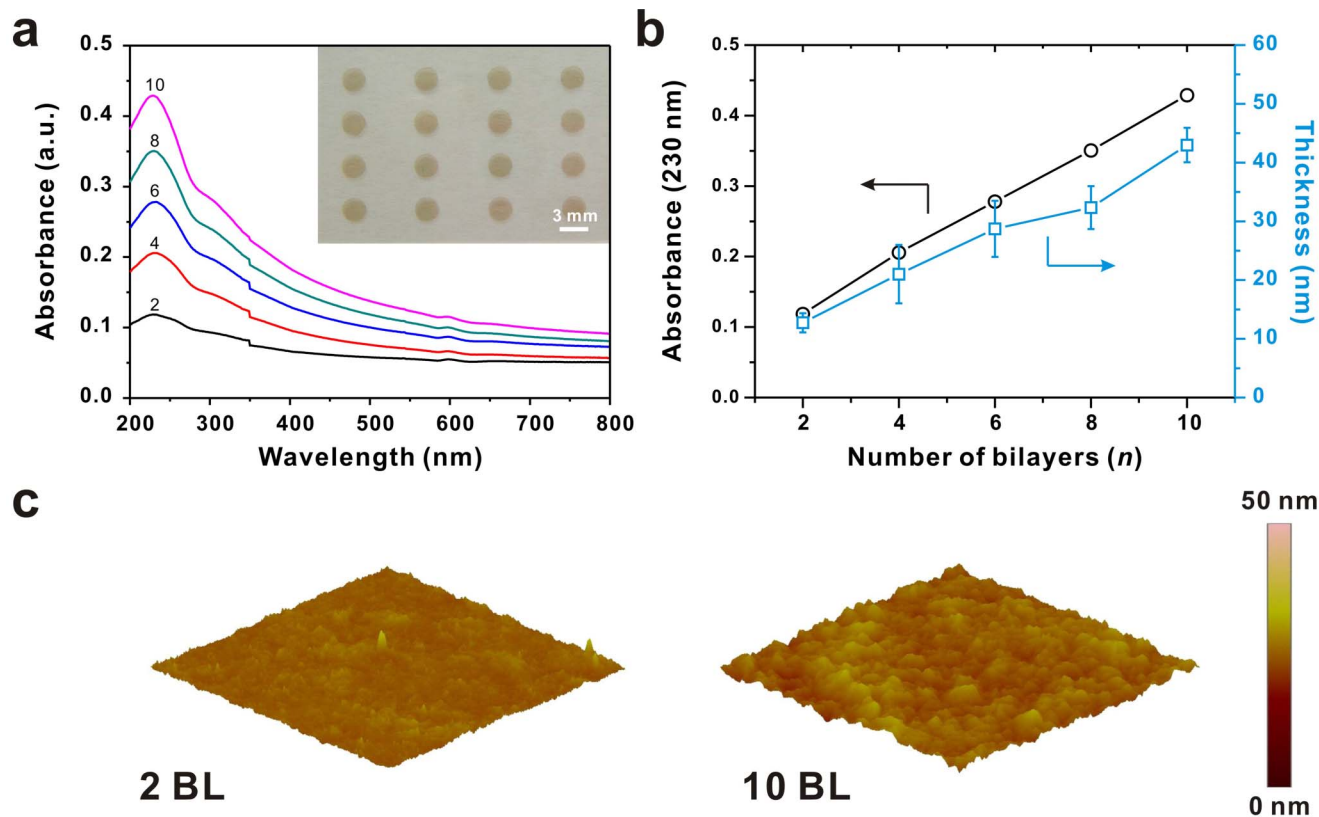 a
0.5
0.4
0.3
0.2
0.1
0.0
Absorbance (a.u.)
10
8
6
4
2
3 mm
200 300 400 500 600 700 800
Wavelength (nm)
b
0.5
0.4
0.3
0.2
0.1
0.0
Absorbance (230 nm)
60
50
40
30
20
10
0
Thickness (nm)
2 4 6 8 10
Number of bilayers (n)
c
2 BL
10 BL
50 nm
0 nm